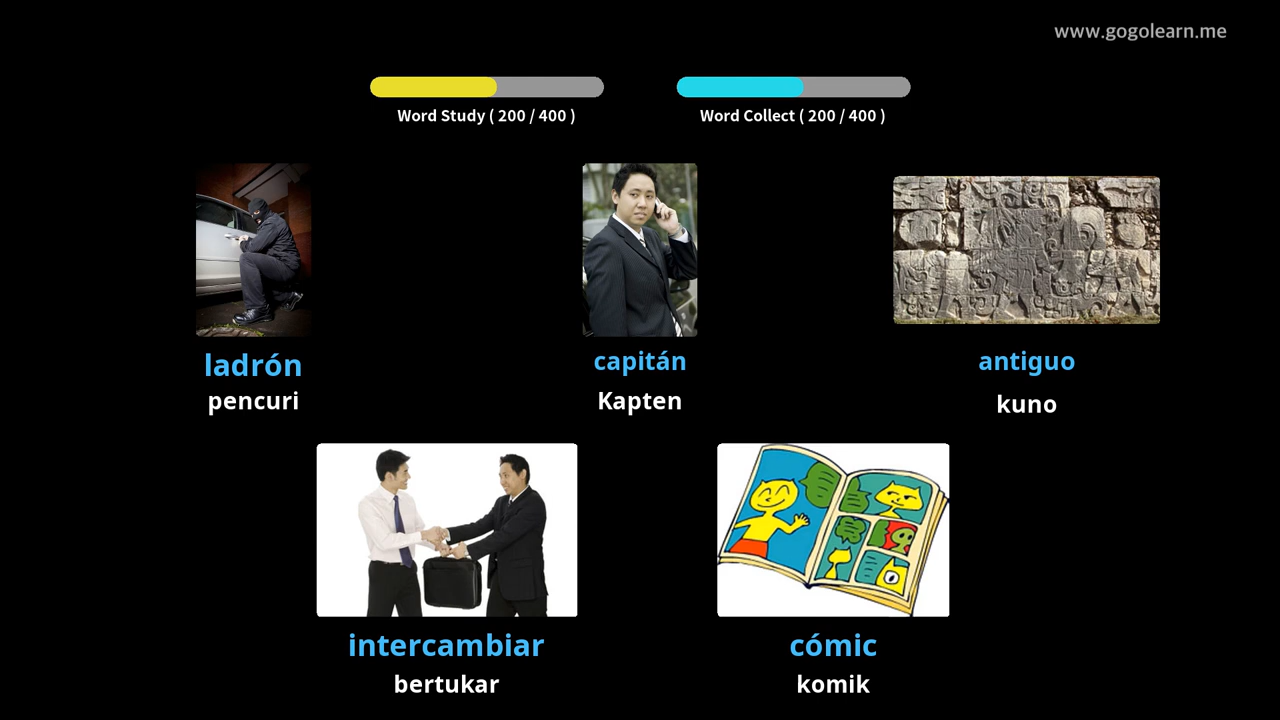 www.gogolearn.me
Word Study ( 200 / 400 )
Word Collect ( 200 / 400 )
ladrón
pencuri
capitán
Kapten
antiguo
kuno
intercambiar
bertukar
cómic
komik